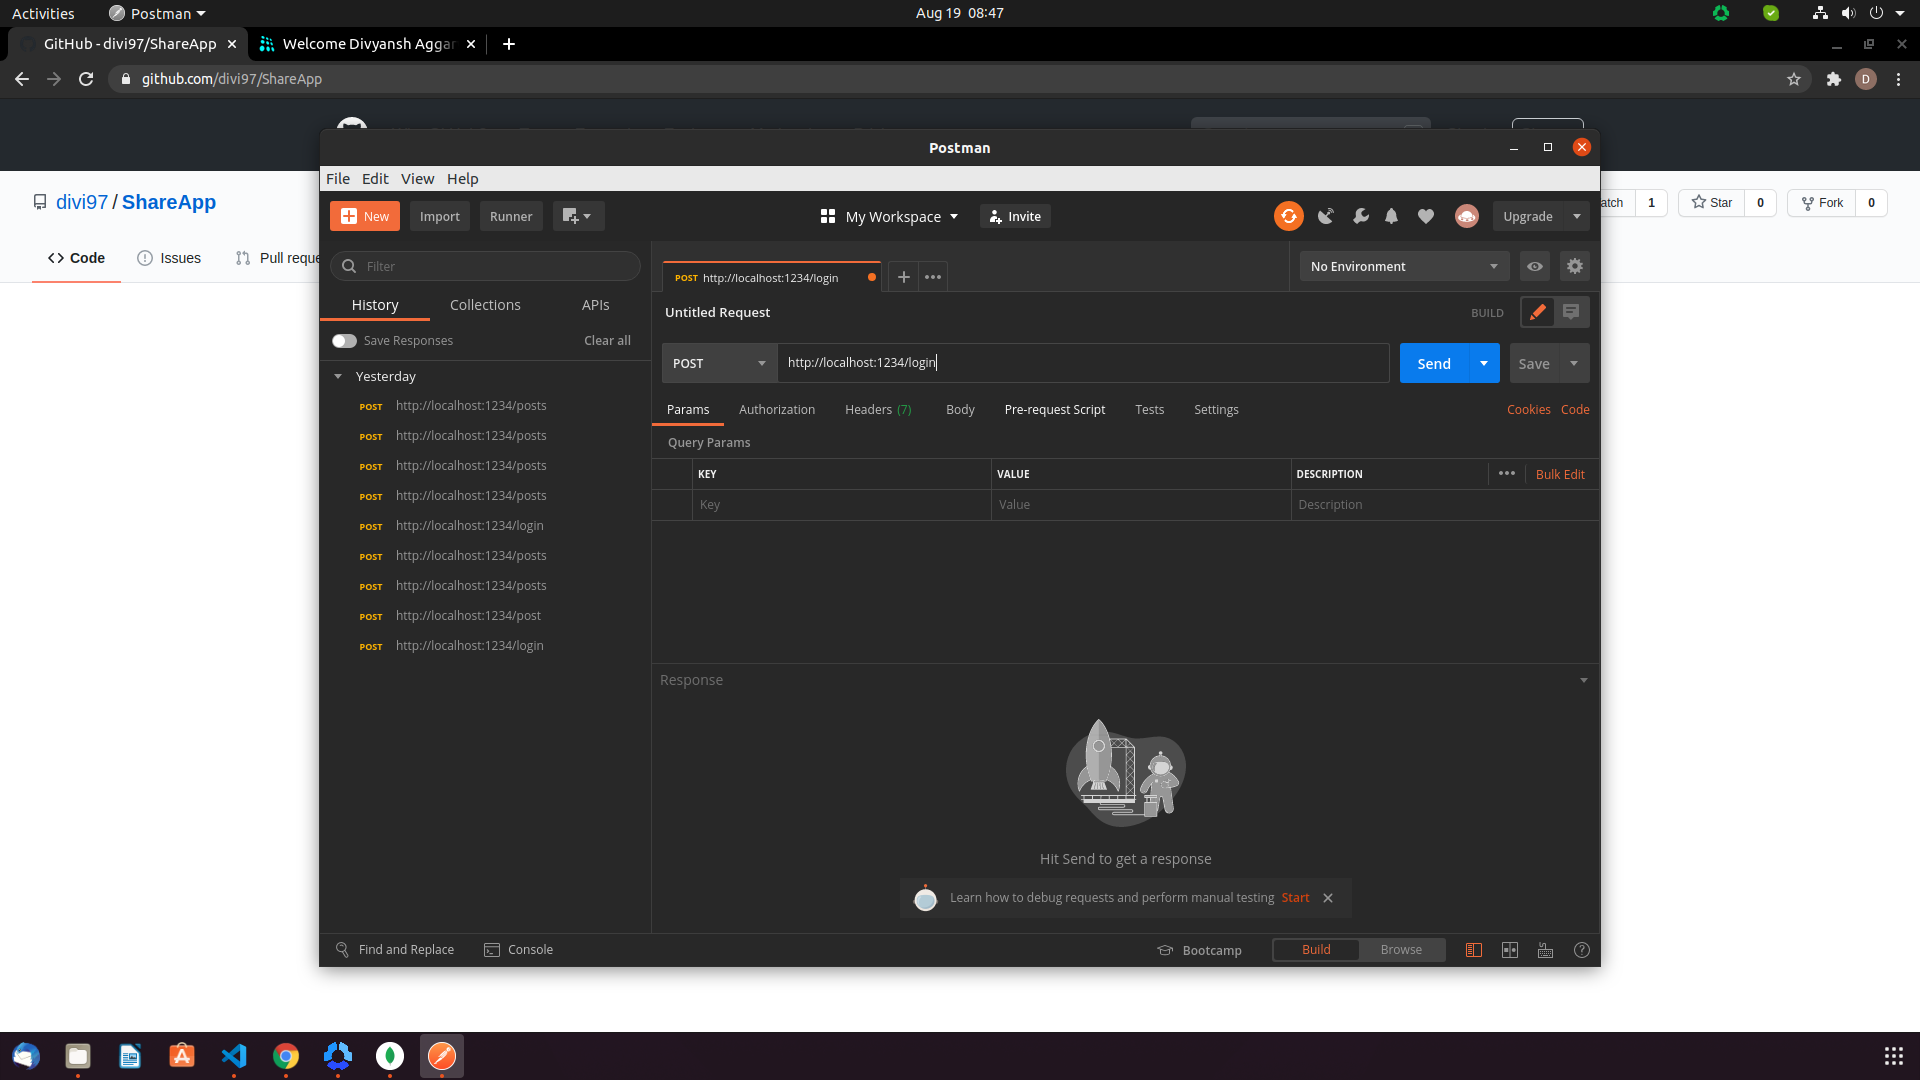 Activities
Postman
Aug 19 08:47
GitHub - divi97/ShareApp
Welcome Divyansh Aggar
github.com/divi97/ShareApp
D
Postman
File Edit View Help
divi97 / ShareApp
atch 1
Star 0
Fork 0
New
Import
Runner
My Workspace
Invite
Upgrade
Code
Issues
Pull reque
Filter
POST http://localhost:1234/login
No Environment
History
Collections
APIs
Untitled Request
BUILD
Save Responses
Clear all
POST
http://localhost:1234/login
Send
Save
Yesterday
POST http://localhost:1234/posts
POST http://localhost:1234/posts
POST http://localhost:1234/posts
POST http://localhost:1234/posts
POST http://localhost:1234/login
POST http://localhost:1234/posts
POST http://localhost:1234/posts
POST http://localhost:1234/post
POST http://localhost:1234/login
Params
Authorization
Headers (7)
Body
Pre-request Script
Tests
Settings
Cookies
Code
Query Params
KEY
VALUE
DESCRIPTION
Bulk Edit
Key
Value
Description
Response
Hit Send to get a response
Learn how to debug requests and perform manual testing Start
Find and Replace
Console
Bootcamp
Build
Browse